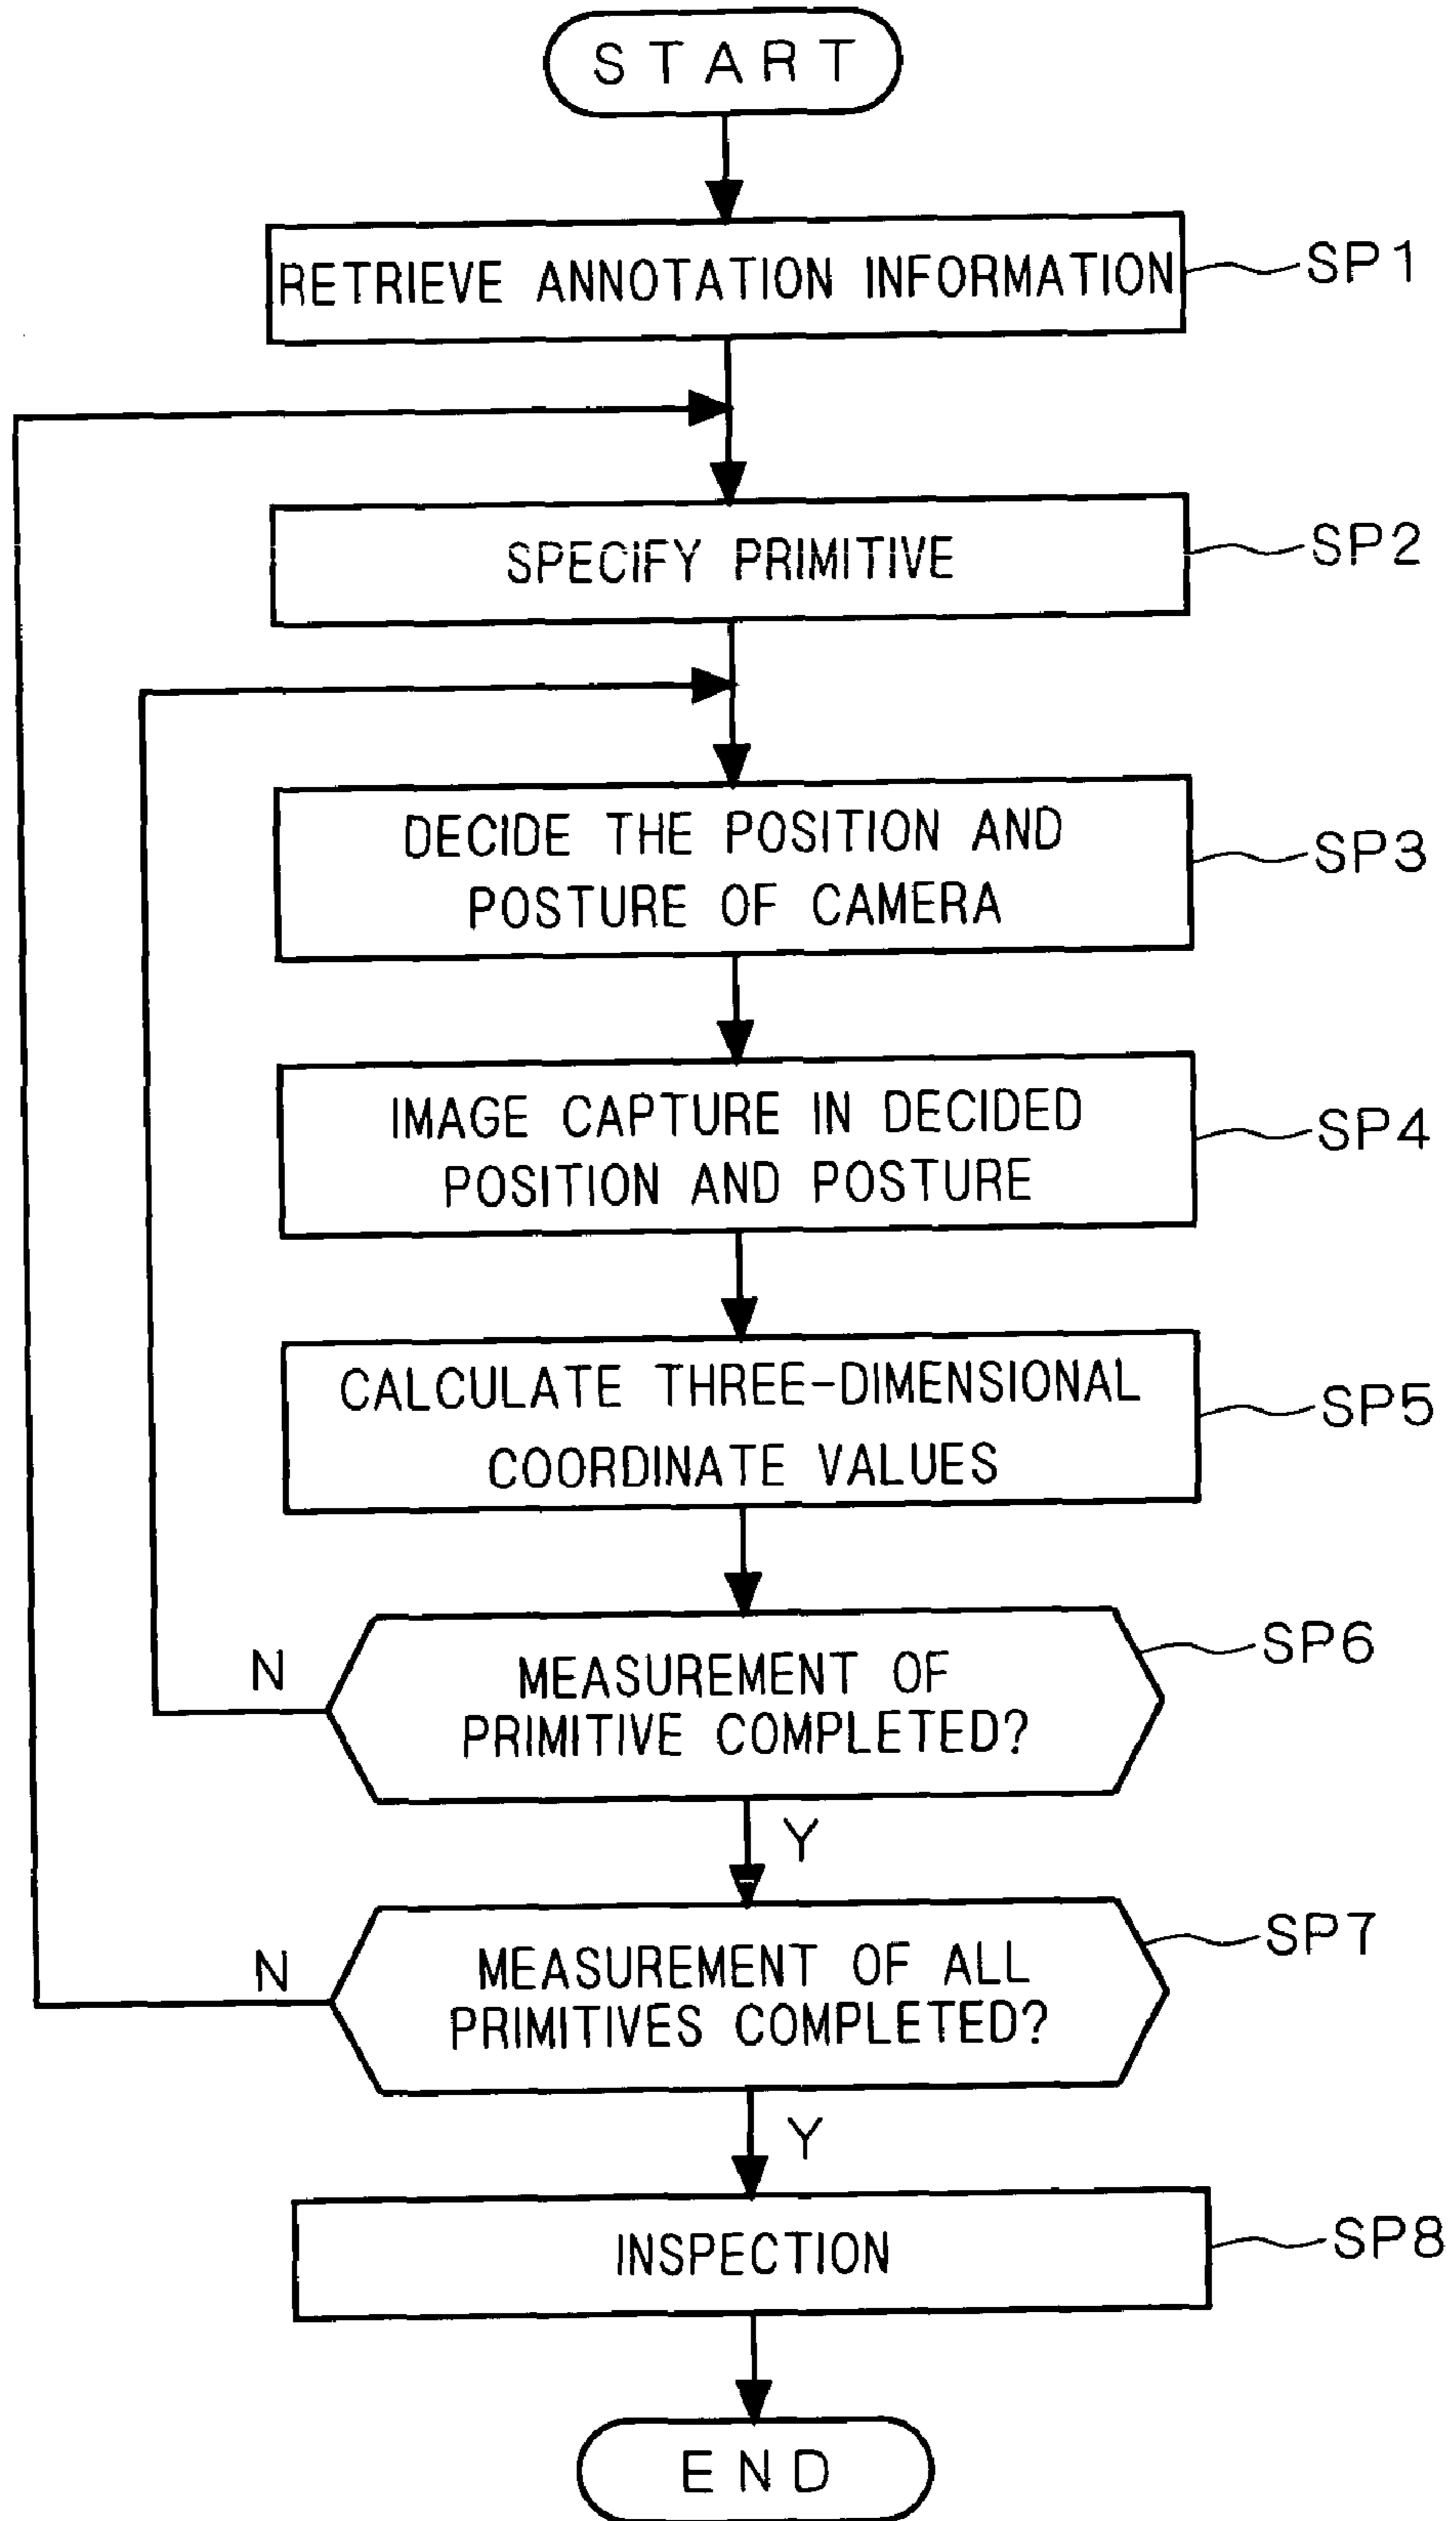 START
RETRIEVE ANNOTATION INFORMATION
SP1
SPECIFY PRIMITIVE
SP2
DECIDE THE POSITION AND
POSTURE OF CAMERA
SP3
IMAGE CAPTURE IN DECIDED
POSITION AND POSTURE
SP4
CALCULATE THREE-DIMENSIONAL
COORDINATE VALUES
SP5
MEASUREMENT OF
PRIMITIVE COMPLETED?
SP6
N
Y
MEASUREMENT OF ALL
PRIMITIVES COMPLETED?
SP7
N
Y
INSPECTION
SP8
END